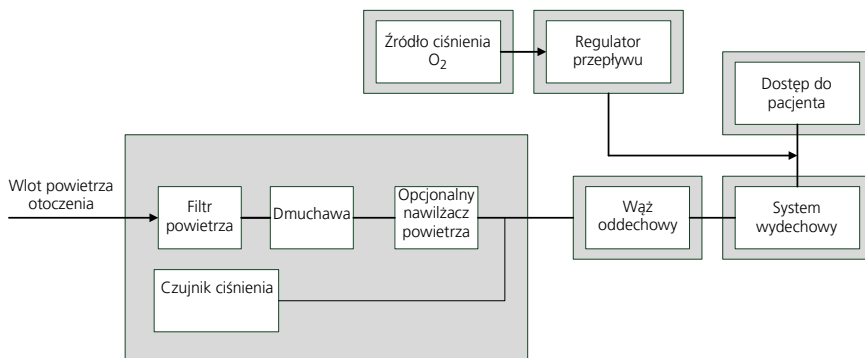 Źródło ciśnienia
O2
Regulator
przepływu
Dostęp do
pacjenta
Wlot powietrza
otoczenia
Filtr
powietrza
Dmuchawa
Opcjonalny
nawilżacz
powietrza
Wąż
oddechowy
System
wydechowy
Czujnik ciśnienia